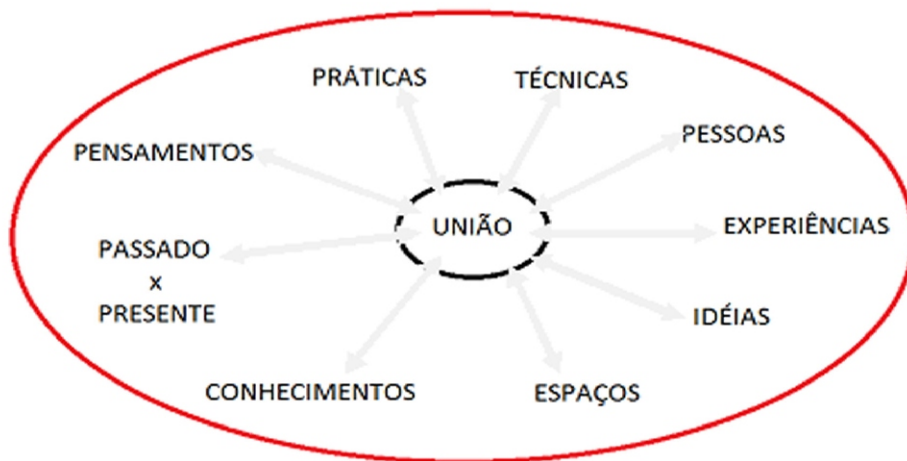 PRÁTICAS
TÉCNICAS
PENSAMENTOS
PESSOAS
UNIÃO
EXPERIÊNCIAS
PASSADO
x
PRESENTE
IDÉIAS
CONHECIMENTOS
ESPAÇOS